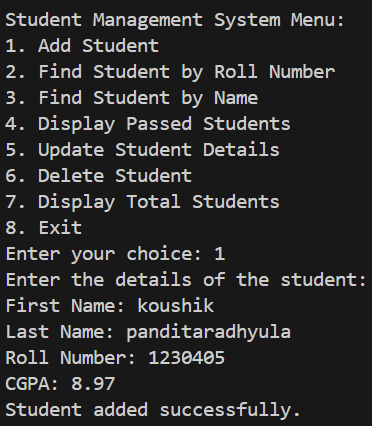 Student Management System Menu:
1. Add Student
2. Find Student by Roll Number
3. Find Student by Name
4. Display Passed Students
5. Update Student Details
6. Delete Student
7. Display Total Students
8. Exit
Enter your choice: 1
Enter the details of the student:
First Name: koushik
Last Name: panditaradhyula
Roll Number: 1230405
CGPA: 8.97
Student added successfully.